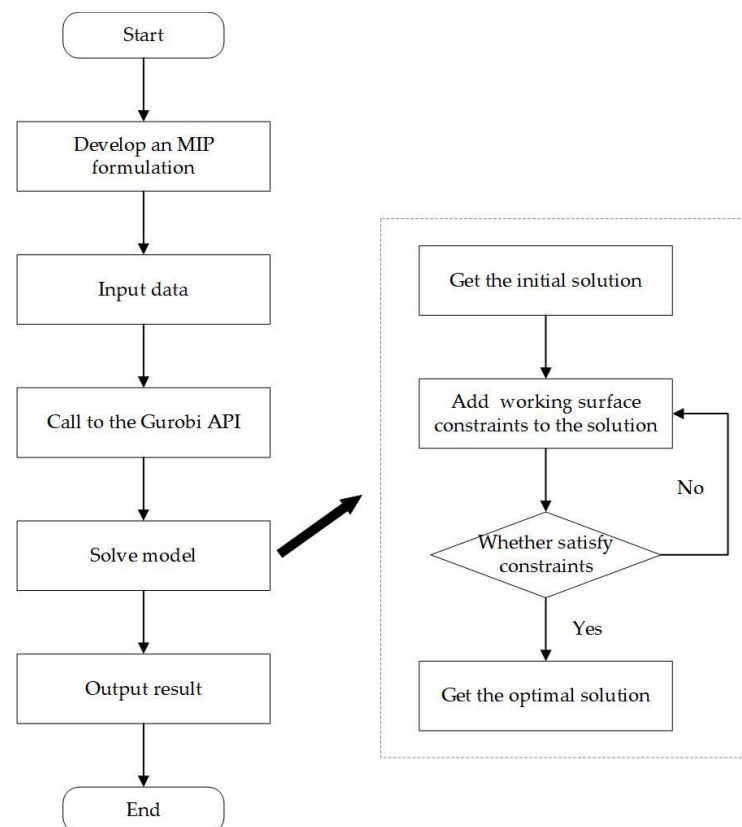 Start
Develop an MIP
formulation
Input data
Call to the Gurobi API
Solve model
Output result
End
Get the initial solution
Add working surface
constraints to the solution
No
Whether satisfy
constraints
Yes
Get the optimal solution